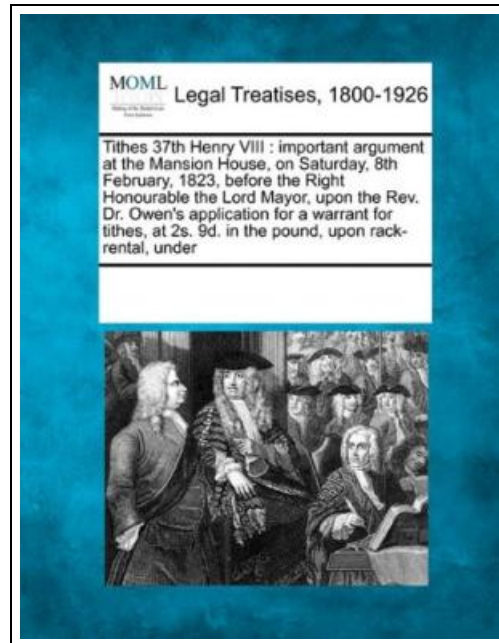 MOML
Legal Treatises, 1800-1926
Tithes 37th Henry VIII : important argument
at the Mansion House, on Saturday, 8th
February, 1823, before the Right
Honourable the Lord Mayor, upon the Rev.
Dr. Owen's application for a warrant for
tithes, at 2s. 9d. in the pound, upon rack-
rental, under